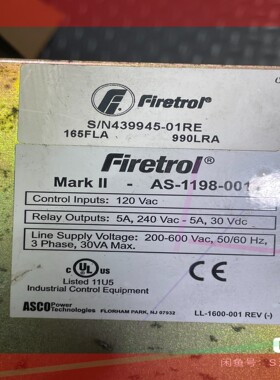 Firetrol®
S/N439945-01RE
165FLA 990LRA
Firetrol®
Mark II - AS-1198-001
Control Inputs: 120 Vac
Relay Outputs: 5A, 240 Vac - 5A, 30 Vdc
Line Supply Voltage: 200-600 Vac, 50/60 Hz,
3 Phase, 30VA Max.
C UL US
Listed 11U5
Industrial Control Equipment
CE
ASCO Power Technologies
FLORHAM PARK, NJ 07932
LL-1600-001 REV (-)